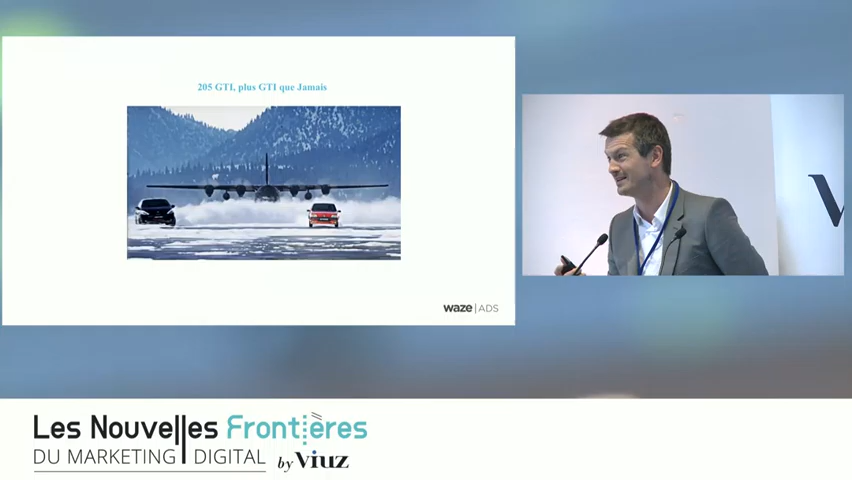 205 GTI, plus GTI que Jamais
waze | ADS
Les Nouvelles Frontières
DU MARKETING DIGITAL by Viuz